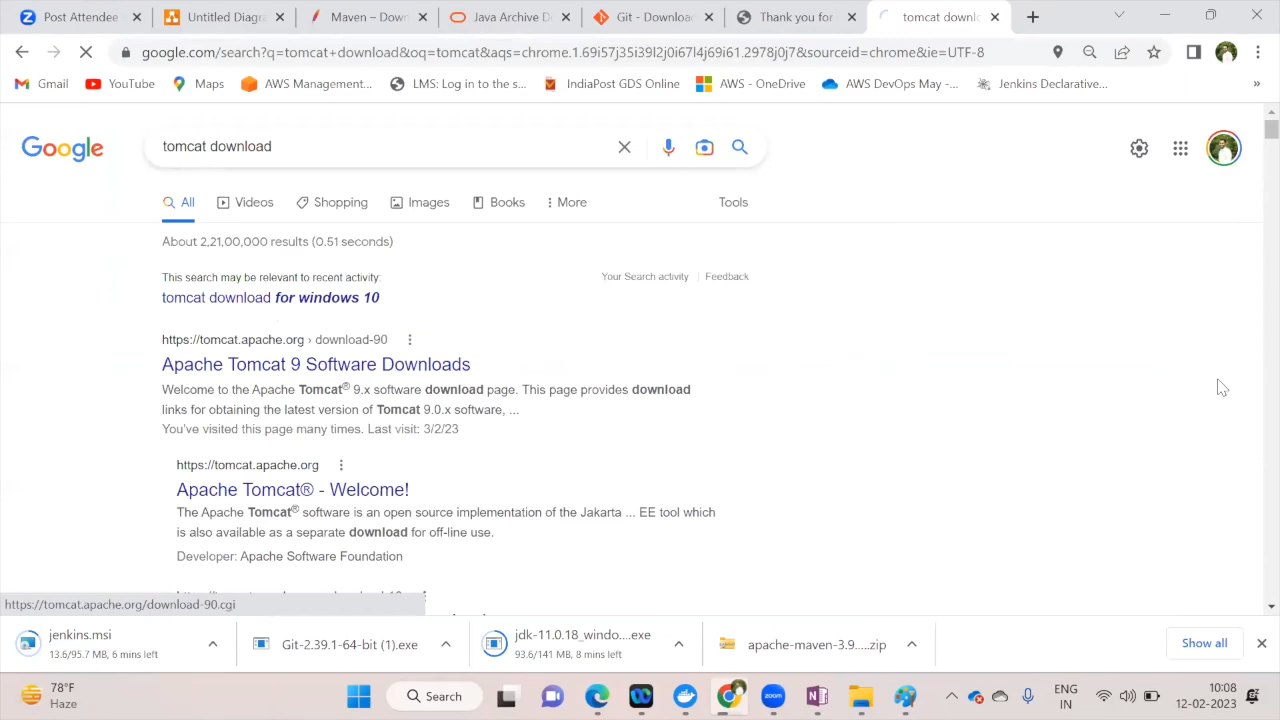 Post Attendee
Untitled Diagra
Maven – Down
Java Archive D
Git - Downloa
Thank you for
tomcat downlo
google.com/search?q=tomcat+download&oq=tomcat&aqs=chrome.1.69i57j35i39l2j0i67l4j69i61.2978j0j7&sourceid=chrome&ie=UTF-8
Gmail
YouTube
Maps
AWS Management...
LMS: Log in to the s...
IndiaPost GDS Online
AWS - OneDrive
AWS DevOps May -...
Jenkins Declarative...
»
Google
tomcat download
All
Videos
Shopping
Images
Books
More
Tools
About 2,21,00,000 results (0.51 seconds)
This search may be relevant to recent activity:
Your Search activity
Feedback
tomcat download for windows 10
https://tomcat.apache.org › download-90
Apache Tomcat 9 Software Downloads
Welcome to the Apache Tomcat® 9.x software download page. This page provides download
links for obtaining the latest version of Tomcat 9.0.x software, ...
You've visited this page many times. Last visit: 3/2/23
https://tomcat.apache.org
Apache Tomcat® - Welcome!
The Apache Tomcat® software is an open source implementation of the Jakarta ... EE tool which
is also available as a separate download for off-line use.
Developer: Apache Software Foundation
https://tomcat.apache.org/download-90.cgi
jenkins.msi
13.6/95.7 MB, 6 mins left
Git-2.39.1-64-bit (1).exe
jdk-11.0.18_windo....exe
93.6/141 MB, 8 mins left
apache-maven-3.9.....zip
Show all
78°F
Haze
Search
zoom
ENG
IN
10:08
12-02-2023